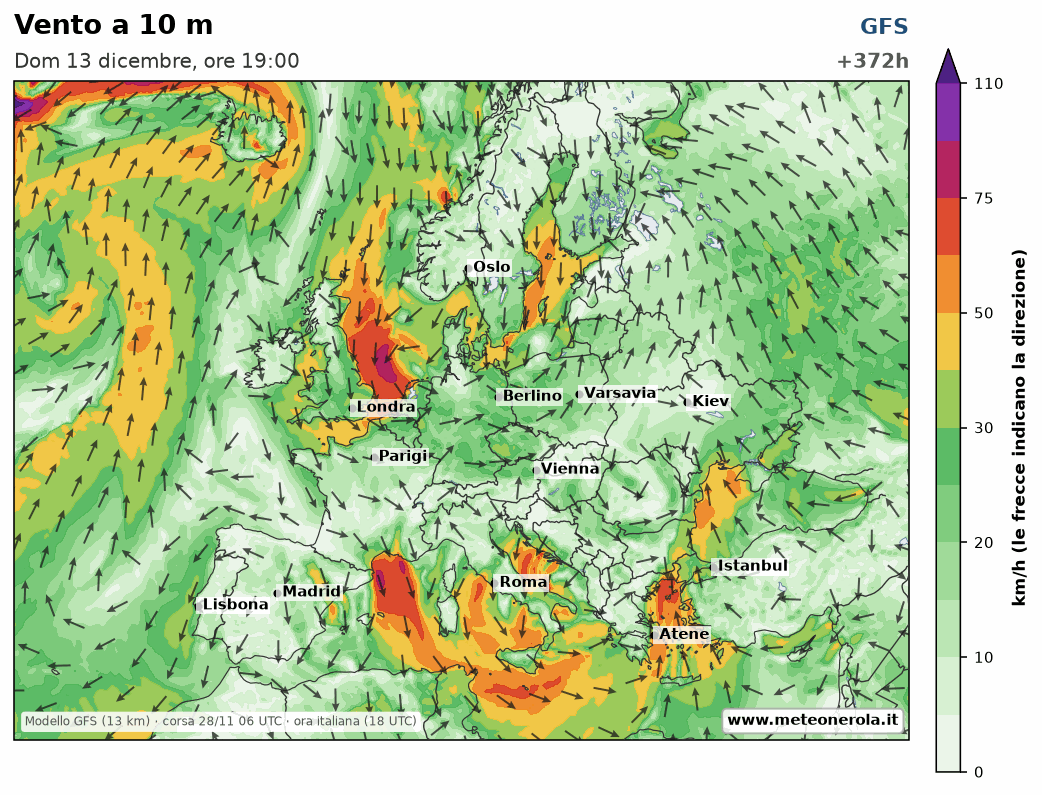 Vento a 10 m
GFS
Dom 13 dicembre, ore 19:00
+372h
110
75
50
30
20
10
0
km/h (le frecce indicano la direzione)
Oslo
Londra
Berlino
Varsavia
Kiev
Parigi
Vienna
Madrid
Lisbona
Roma
Istanbul
Atene
Modello GFS (13 km) · corsa 28/11 06 UTC · ora italiana (18 UTC)
www.meteonerola.it